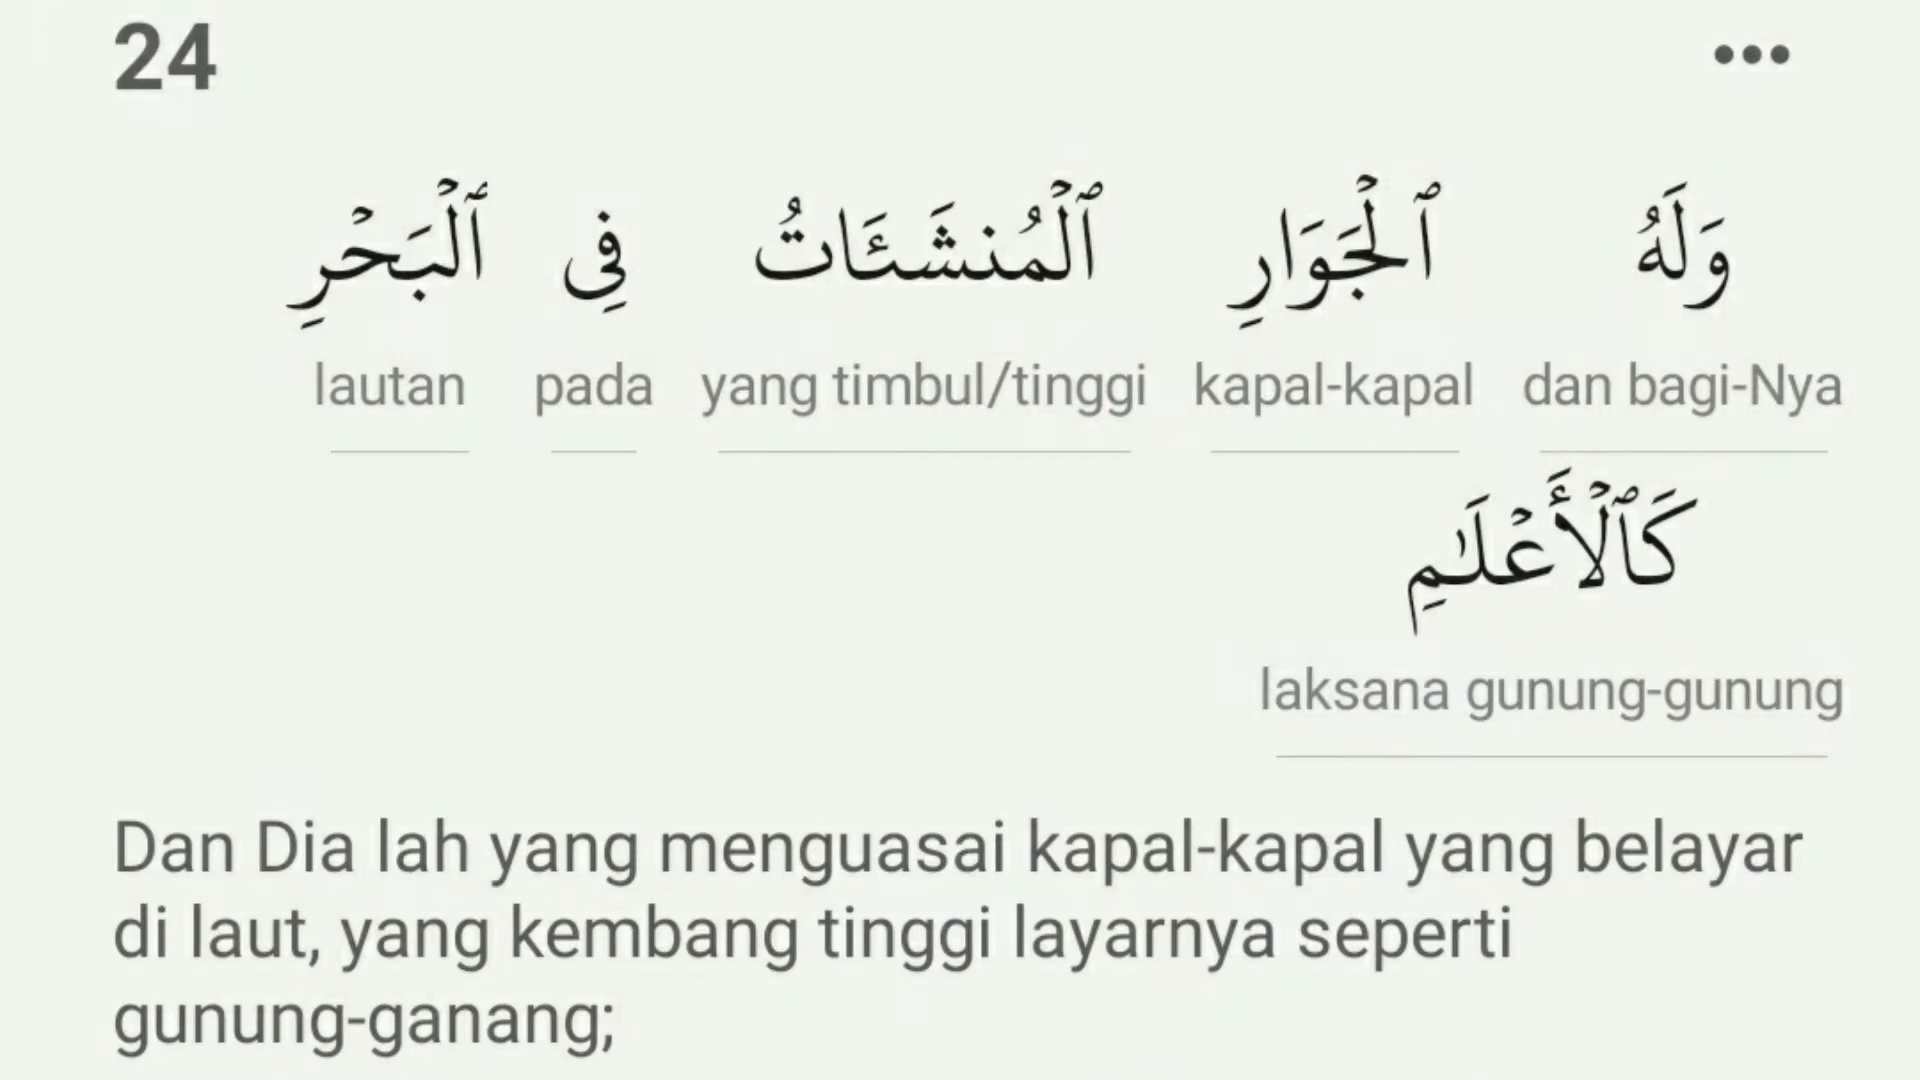 24
وَلَهُ ٱلْجَوَارِ ٱلْمُنشَـَٔاتُ فِى ٱلْبَحْرِ
dan bagi-Nya kapal-kapal yang timbul/tinggi pada lautan
كَٱلْأَعْلَـٰمِ
laksana gunung-gunung
Dan Dia lah yang menguasai kapal-kapal yang belayar
di laut, yang kembang tinggi layarnya seperti
gunung-ganang;